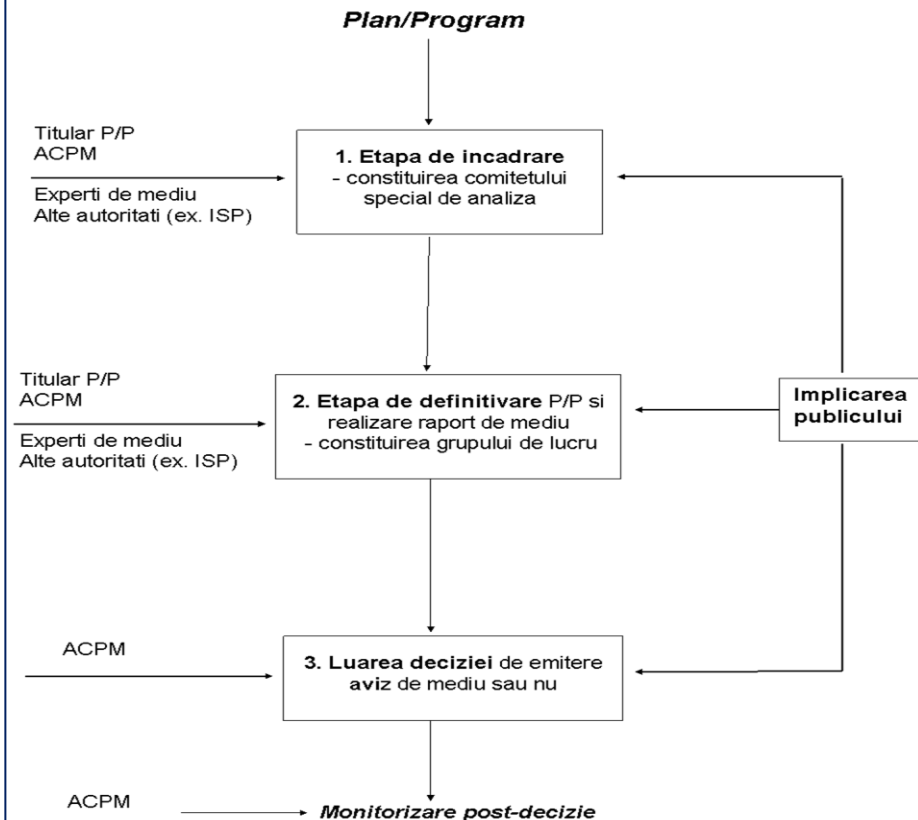 Plan/Program
Titular P/P
ACPM
Experti de mediu
Alte autoritati (ex. ISP)
1. Etapa de incadrare
- constituirea comitetului
special de analiza
Titular P/P
ACPM
Experti de mediu
Alte autoritati (ex. ISP)
2. Etapa de definitivare P/P si
realizare raport de mediu
- constituirea grupului de lucru
Implicarea
publicului
ACPM
3. Luarea deciziei de emitere
aviz de mediu sau nu
ACPM
Monitorizare post-decizie